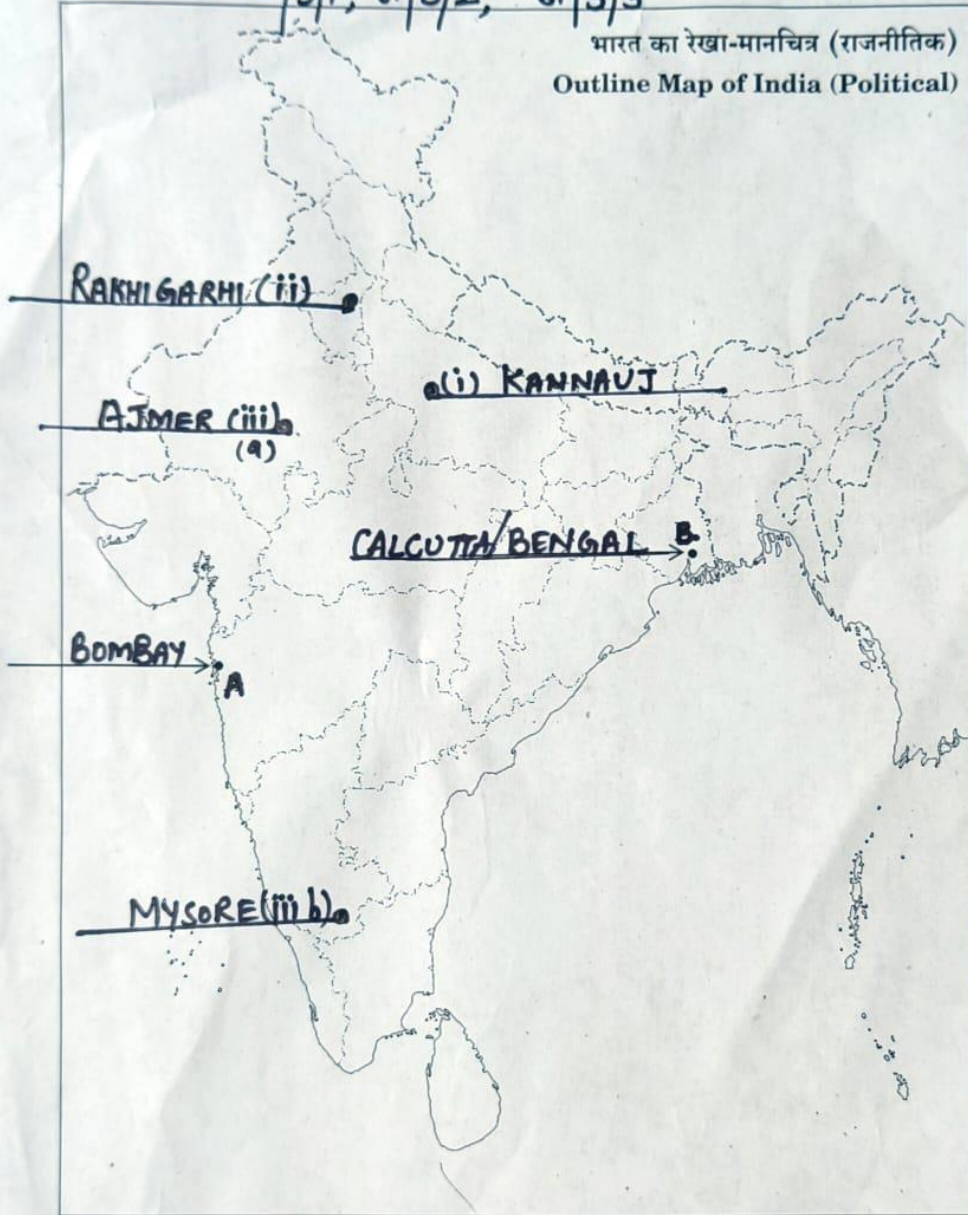 भारत का रेखा-मानचित्र (राजनीतिक)
Outline Map of India (Political)
RAKHIGARHI (ii)
(i) KANNAUJ
AJMER (iii)
(a)
CALCUTTA/BENGAL B
BOMBAY
A
MYSORE (iii b)